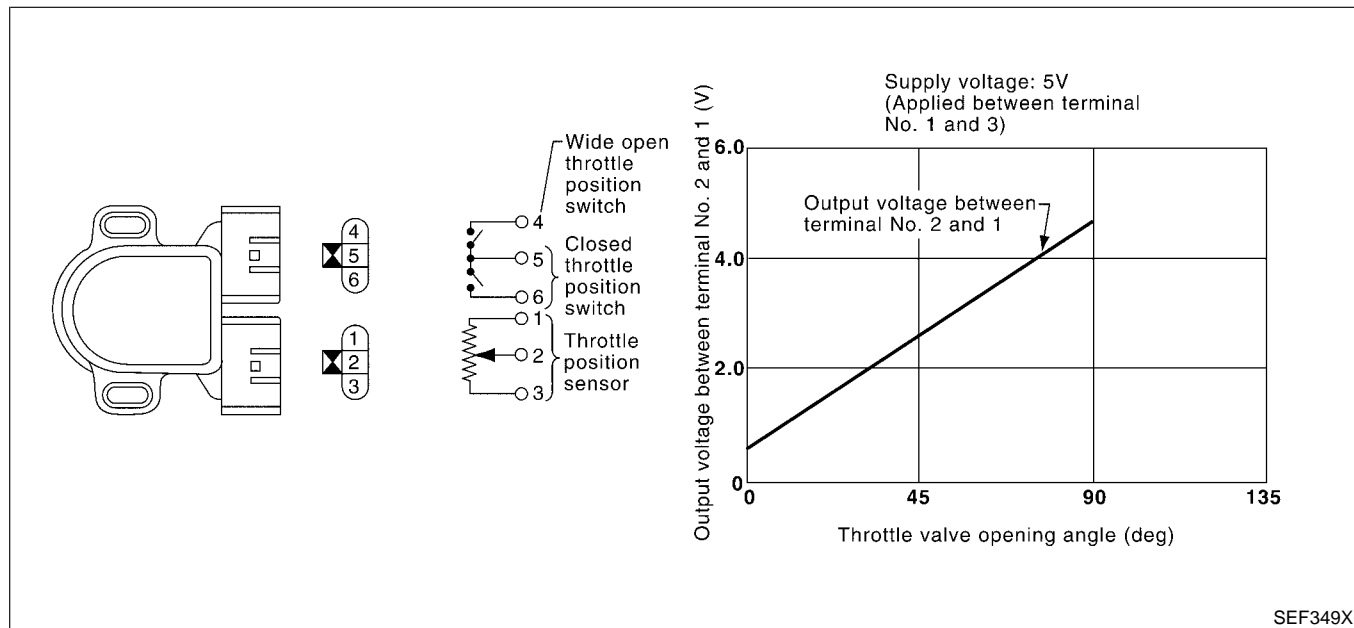 4
5
6
1
2
3
Wide open
throttle
position
switch
4
5
6
Closed
throttle
position
switch
1
2
3
Throttle
position
sensor
Supply voltage: 5V
(Applied between terminal
No. 1 and 3)
Output voltage between terminal No. 2 and 1 (V)
6.0
4.0
2.0
0
Output voltage between
terminal No. 2 and 1
0 45 90 135
Throttle valve opening angle (deg)
SEF349X